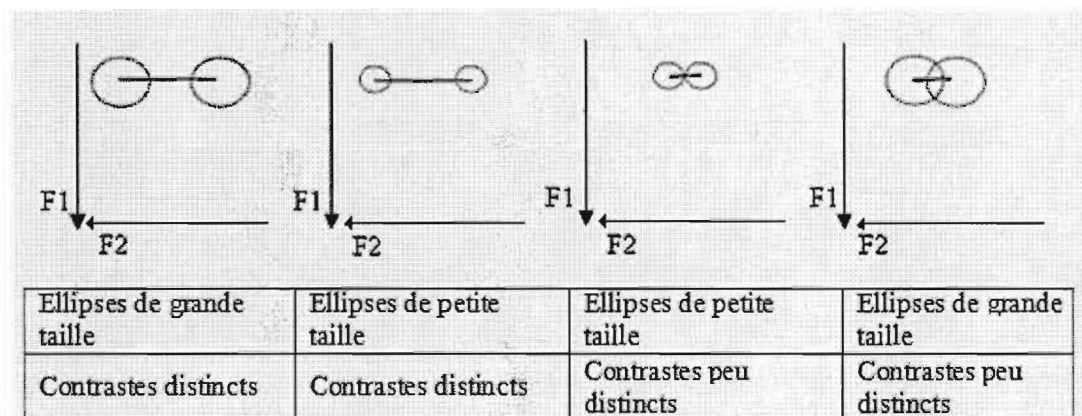 F1
F2
F1
F2
F1
F2
F1
F2
Ellipses de grande
taille
Ellipses de petite
taille
Ellipses de petite
taille
Ellipses de grande
taille
Contrastes distincts
Contrastes distincts
Contrastes peu
distincts
Contrastes peu
distincts